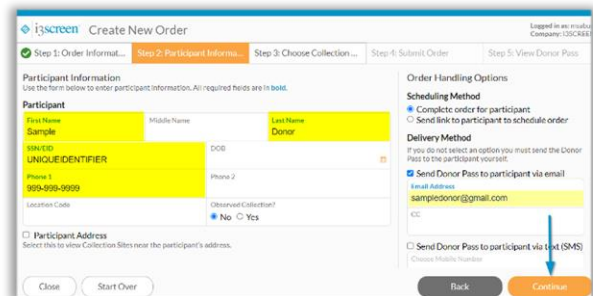 i3screen Create New Order
Logged in as: msabu
Company: I3SCREE
Step 1: Order Informat...
Step 2: Participant Informa...
Step 3: Choose Collection ...
Step 4: Submit Order
Step 5: View Donor Pass
Participant Information
Use the form below to enter participant information. All required fields are in bold.
Participant
First Name
Middle Name
Last Name
Sample
Donor
SSN/EID
DOB
UNIQUEIDENTIFIER
Phone 1
Phone 2
999-999-9999
Location Code
Observed Collection?
No Yes
Participant Address
Select this to view Collection Sites near the participant's address.
Order Handling Options
Scheduling Method
Complete order for participant
Send link to participant to schedule order
Delivery Method
If you do not select an option you must send the Donor
Pass to the participant yourself.
Send Donor Pass to participant via email
Email Address
sampledonor@gmail.com
CC
Send Donor Pass to participant via text (SMS)
Choose Mobile Number
Close
Start Over
Back
Continue